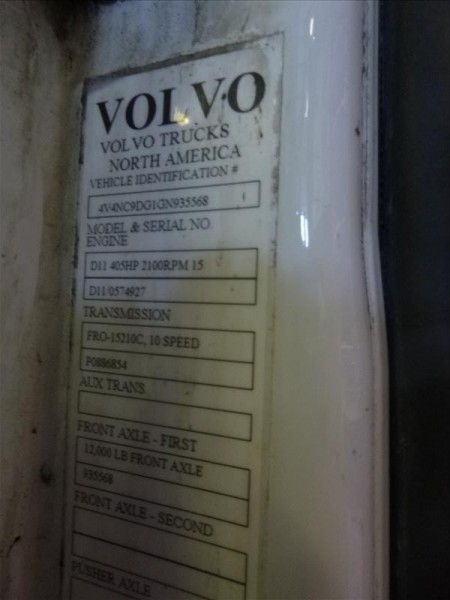 VOLVO
VOLVO TRUCKS
NORTH AMERICA
VEHICLE IDENTIFICATION #
4V4NC9DG1GN935568
MODEL & SERIAL NO.
ENGINE
D11 405HP 2100RPM 15
D11/0574927
TRANSMISSION
FRO-15210C, 10 SPEED
P0886854
AUX TRANS
FRONT AXLE - FIRST
12,000 LB FRONT AXLE
935568
FRONT AXLE - SECOND
PUSHER AXLE